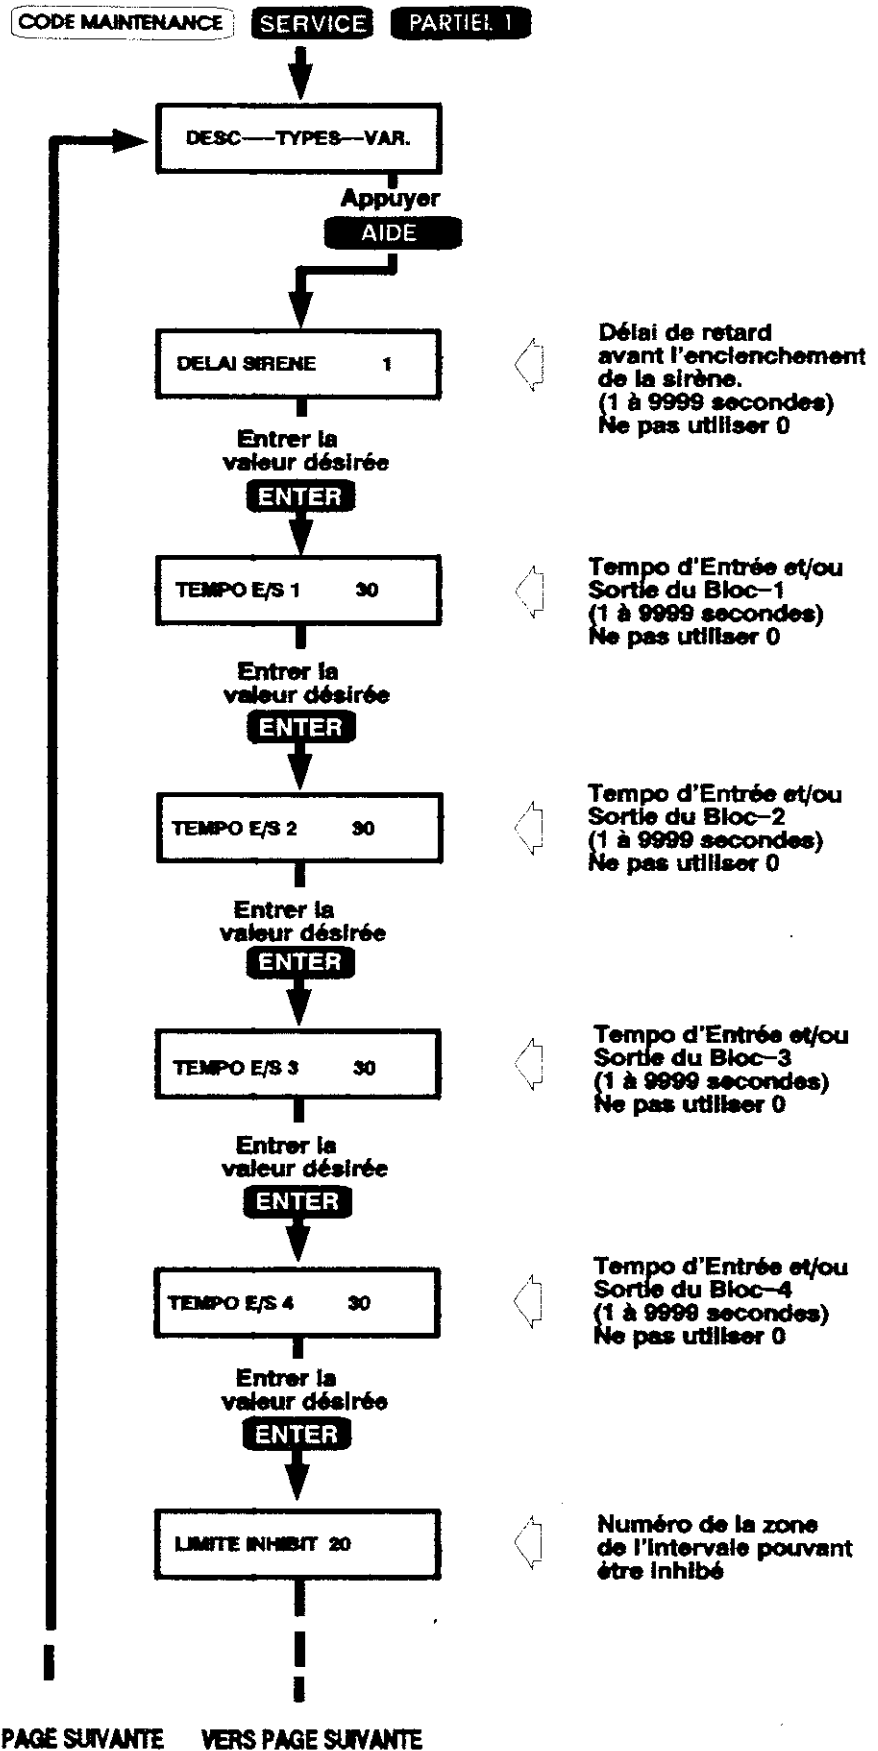 CODE MAINTENANCE SERVICE PARTIEL 1
DESC----TYPES---VAR.
Appuyer
AIDE
DELAI SIRENE 1
Délai de retard
avant l'enclenchement
de la sirène.
(1 à 9999 secondes)
Ne pas utiliser 0
Entrer la
valeur désirée
ENTER
TEMPO E/S 1 30
Tempo d'Entrée et/ou
Sortie du Bloc-1
(1 à 9999 secondes)
Ne pas utiliser 0
Entrer la
valeur désirée
ENTER
TEMPO E/S 2 30
Tempo d'Entrée et/ou
Sortie du Bloc-2
(1 à 9999 secondes)
Ne pas utiliser 0
Entrer la
valeur désirée
ENTER
TEMPO E/S 3 30
Tempo d'Entrée et/ou
Sortie du Bloc-3
(1 à 9999 secondes)
Ne pas utiliser 0
Entrer la
valeur désirée
ENTER
TEMPO E/S 4 30
Tempo d'Entrée et/ou
Sortie du Bloc-4
(1 à 9999 secondes)
Ne pas utiliser 0
Entrer la
valeur désirée
ENTER
LIMITE INHIBIT 20
Numéro de la zone
de l'intervale pouvant
être inhibé
PAGE SUIVANTE VERS PAGE SUIVANTE